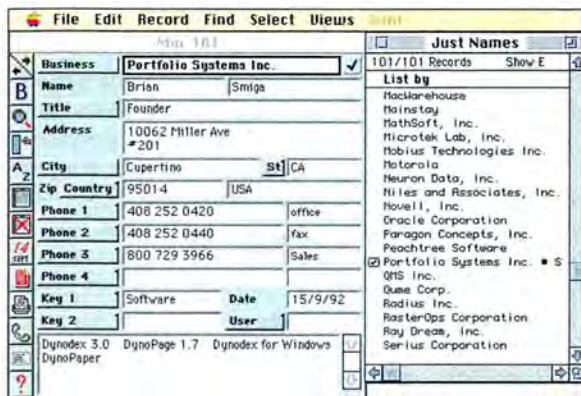 File Edit Record Find Select Views
Business Portfolio Systems Inc.
Name Brian Smiga
Title Founder
Address 10062 Miller Ave
#201
City Cupertino St CA
Zip Country 95014 USA
Phone 1 408 252 0420 office
Phone 2 408 252 0440 fax
Phone 3 800 729 3966 Sales
Phone 4
Key 1 Software Date 15/9/92
Key 2 User
Dynodex 3.0 DynoPage 1.7 Dynodex for Windows
DynoPaper
B
A Z
14
SEPT
?
Just Names
101/101 Records Show E
List by
MacWarehouse
Mainstay
MathSoft, Inc.
Microtek Lab, Inc.
Mobius Technologies Inc.
Motorola
Neuron Data, Inc.
Niles and Associates, Inc.
Novell, Inc.
Oracle Corporation
Paragon Concepts, Inc.
Peachtree Software
Portfolio Systems Inc. • S
QMS Inc.
Qume Corp.
Radius Inc.
RasterOps Corporation
Ray Dream, Inc.
Serius Corporation